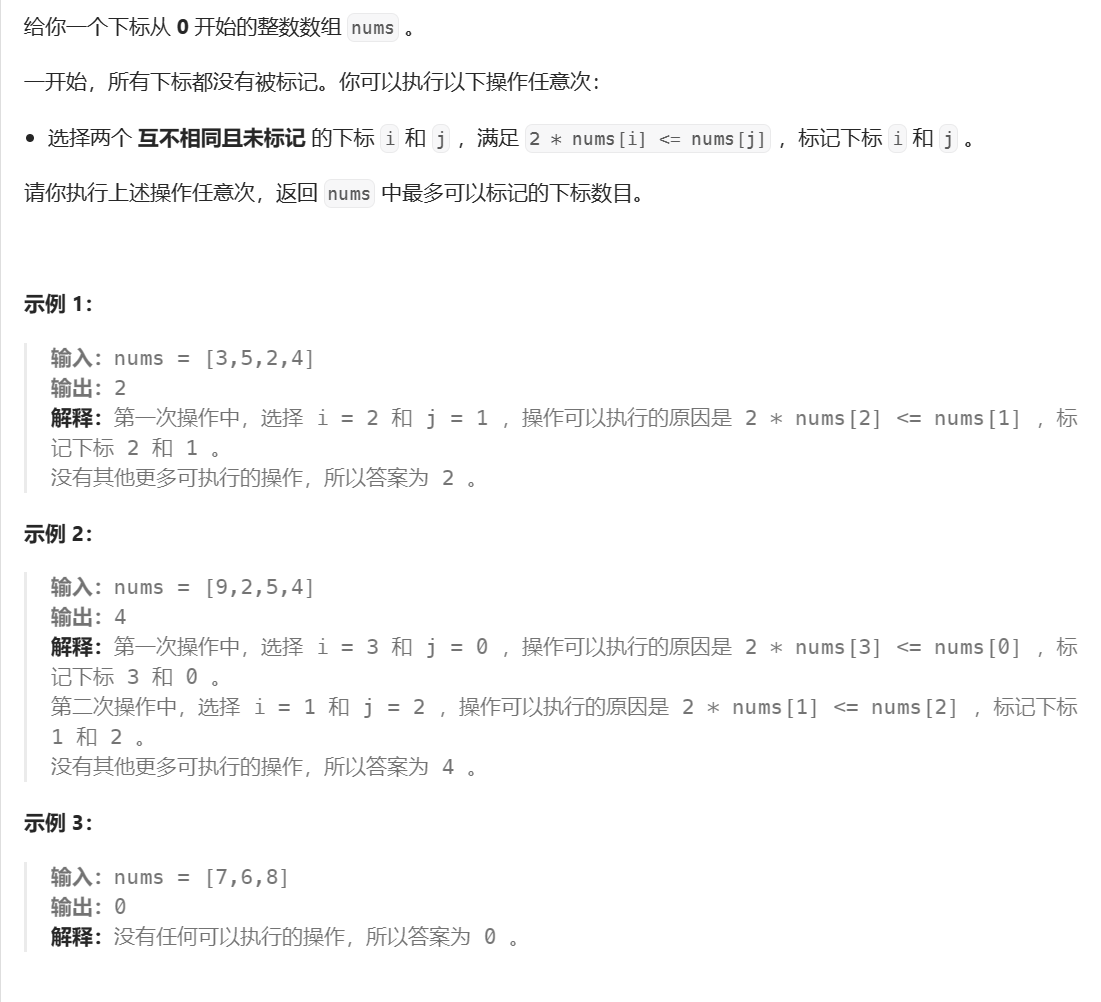 给你一个下标从 0 开始的整数数组 nums 。
一开始，所有下标都没有被标记。你可以执行以下操作任意次：
• 选择两个 互不相同且未标记 的下标 i 和 j ，满足 2 * nums[i] <= nums[j] ，标记下标 i 和 j 。
请你执行上述操作任意次，返回 nums 中最多可以标记的下标数目。
示例 1：
输入：nums = [3,5,2,4]
输出：2
解释：第一次操作中，选择 i = 2 和 j = 1 ，操作可以执行的原因是 2 * nums[2] <= nums[1] ，标
记下标 2 和 1 。
没有其他更多可执行的操作，所以答案为 2 。
示例 2：
输入：nums = [9,2,5,4]
输出：4
解释：第一次操作中，选择 i = 3 和 j = 0 ，操作可以执行的原因是 2 * nums[3] <= nums[0] ，标
记下标 3 和 0 。
第二次操作中，选择 i = 1 和 j = 2 ，操作可以执行的原因是 2 * nums[1] <= nums[2] ，标记下标
1 和 2 。
没有其他更多可执行的操作，所以答案为 4 。
示例 3：
输入：nums = [7,6,8]
输出：0
解释：没有任何可以执行的操作，所以答案为 0 。